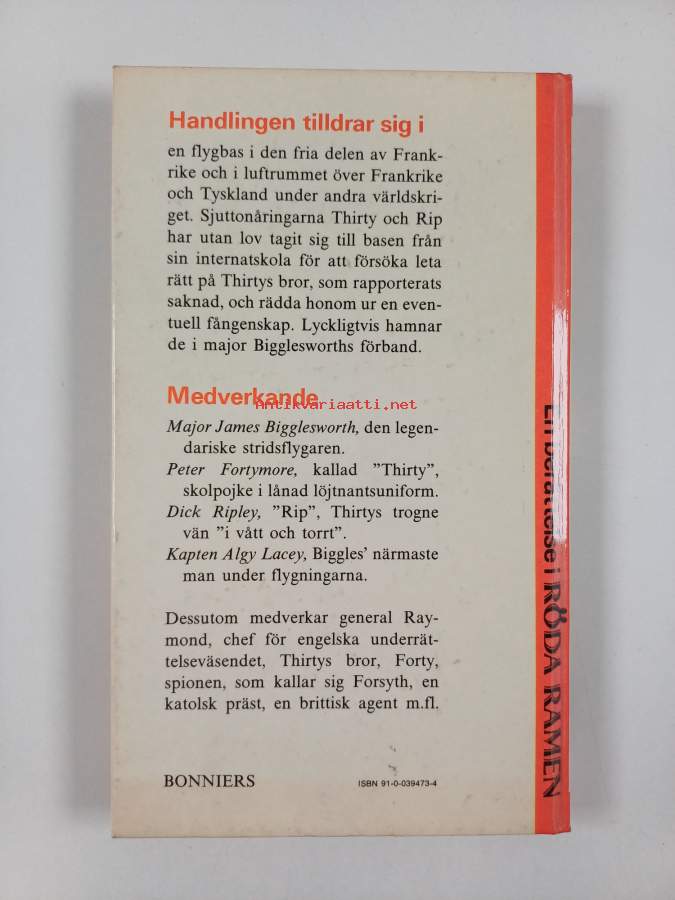 Handlingen tilldrar sig i
en flygbas i den fria delen av Frank-
rike och i luftrummet över Frankrike
och Tyskland under andra världskri-
get. Sjuttonåringarna Thirty och Rip
har utan lov tagit sig till basen från
sin internatskola för att försöka leta
rätt på Thirtys bror, som rapporterats
saknad, och rädda honom ur en even-
tuell fångenskap. Lyckligtvis hamnar
de i major Bigglesworths förband.
Medverkande
antikvariaatti.net
Major James Bigglesworth, den legen-
dariske stridsflygaren.
Peter Fortymore, kallad ”Thirty”,
skolpojke i lånad löjtnantsuniform.
Dick Ripley, ”Rip”, Thirtys trogne
vän ”i vått och torrt”.
Kapten Algy Lacey, Biggles’ närmaste
man under flygningarna.
Dessutom medverkar general Ray-
mond, chef för engelska underrät-
telseväsendet, Thirtys bror, Forty,
spionen, som kallar sig Forsyth, en
katolsk präst, en brittisk agent m.fl.
BONNIERS
ISBN 91-0-039473-4
En berättelse i RÖDA RAMEN